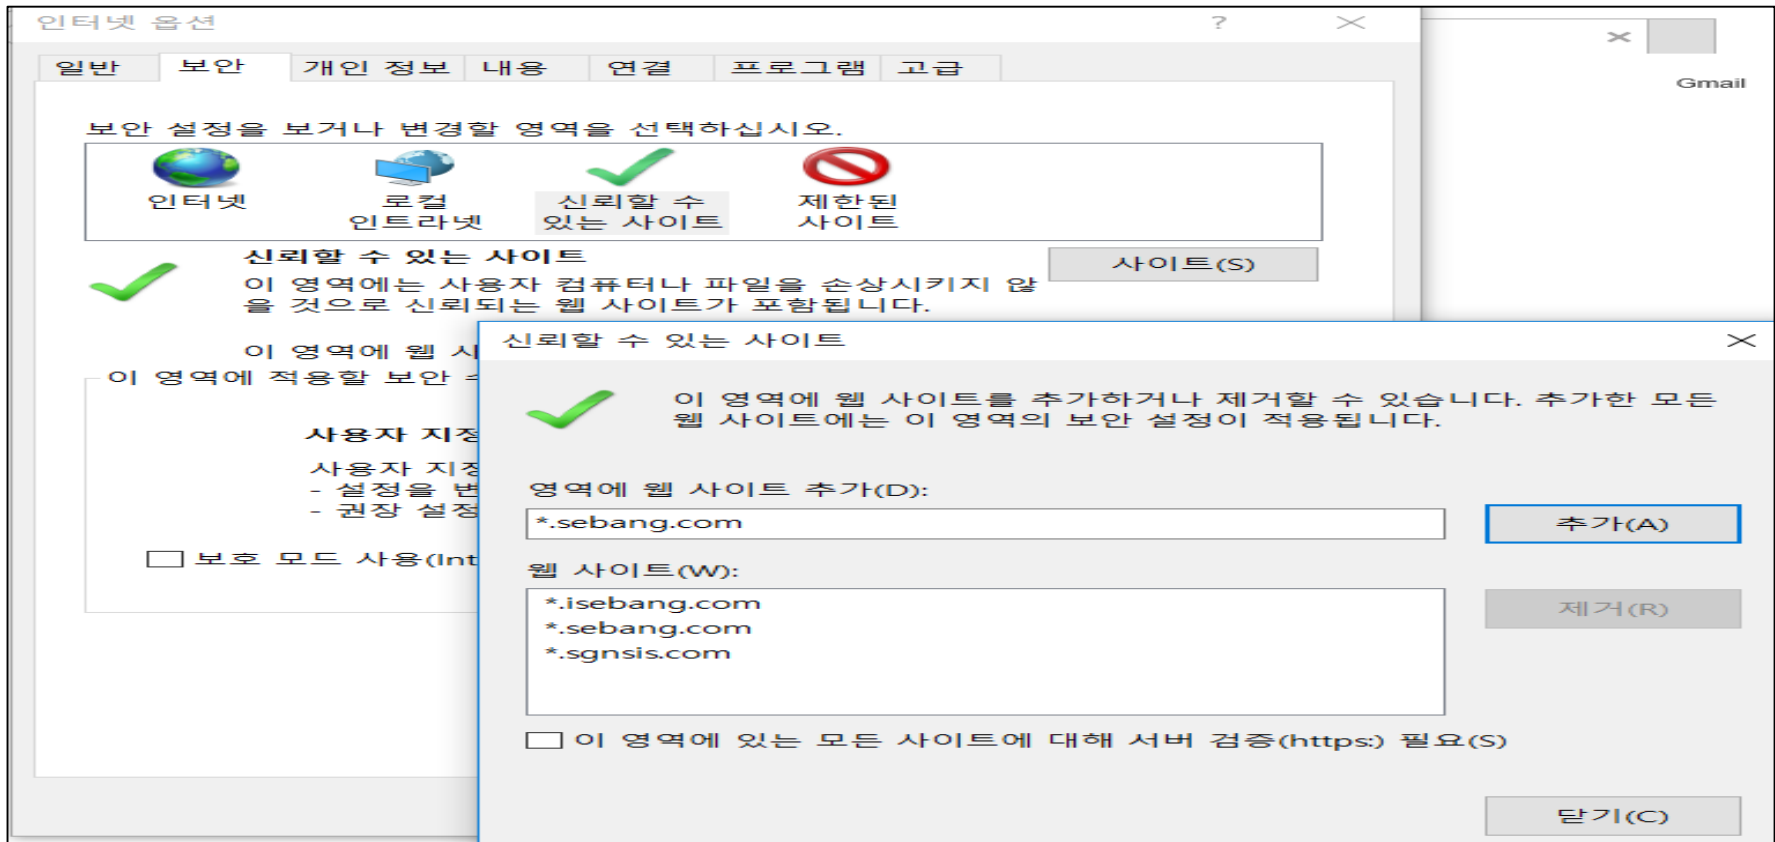 인터넷 옵션
?
일반 보안 개인 정보 내용 연결 프로그램 고급
Gmail
보안 설정을 보거나 변경할 영역을 선택하십시오.
인터넷
로컬
인트라넷
신뢰할 수
있는 사이트
제한된
사이트
신뢰할 수 있는 사이트
사이트(S)
이 영역에는 사용자 컴퓨터나 파일을 손상시키지 않
을 것으로 신뢰되는 웹 사이트가 포함됩니다.
이 영역에 웹
이 영역에 적용할 보안
사용자 지정
사용자 지정
- 설정을
- 권장 설정
보호 모드 사용(Int
신뢰할 수 있는 사이트
이 영역에 웹 사이트를 추가하거나 제거할 수 있습니다. 추가한 모든
웹 사이트에는 이 영역의 보안 설정이 적용됩니다.
영역에 웹 사이트 추가(D):
*.sebang.com
추가(A)
웹 사이트(W):
*.isebang.com
*.sebang.com
*.sgnsis.com
제거(R)
이 영역에 있는 모든 사이트에 대해 서버 검증(https:) 필요(S)
닫기(C)